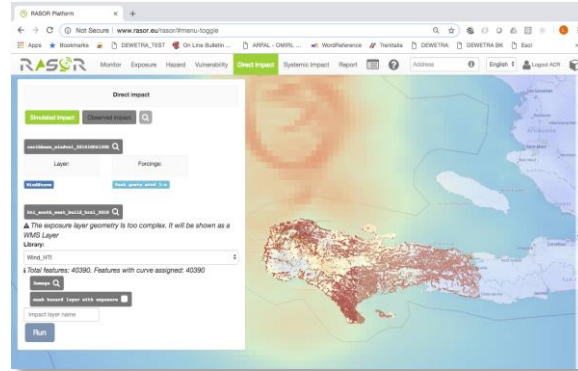 RASOR Platform
Not Secure | www.rasor.eu/rasor/#menu-toggle
Apps Bookmarks DEWETRA_TEST On Line Bulletin ... ARPAL - OMIRL ... WordReference Trenitalia DEWETRA DEWETRA BK
RASOR Monitor Exposure Hazard Vulnerability Direct Impact Systemic Impact Report Address English Logout ACR
Direct impact
Simulated Impact Observed Impact
Layer: Forcings:
WindStorm
The exposure layer geometry is too complex. It will be shown as a
WMS Layer
Library:
Wind_HTI
Total features: 40390. Features with curve assigned: 40390
Damage
mask hazard layer with exposure
Impact layer name
Run